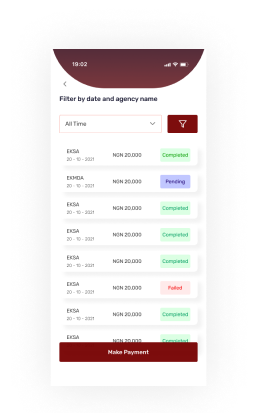 19:02
Filter by date and agency name
All Time
EKSA
20 - 10 - 2021
NGN 20,000
Completed
EKMDA
20 - 10 - 2021
NGN 20,000
Pending
EKSA
20 - 10 - 2021
NGN 20,000
Completed
EKSA
20 - 10 - 2021
NGN 20,000
Completed
EKSA
20 - 10 - 2021
NGN 20,000
Completed
EKSA
20 - 10 - 2021
NGN 20,000
Failed
EKSA
20 - 10 - 2021
NGN 20,000
Completed
EKSA
NGN 20,000
Completed
Make Payment